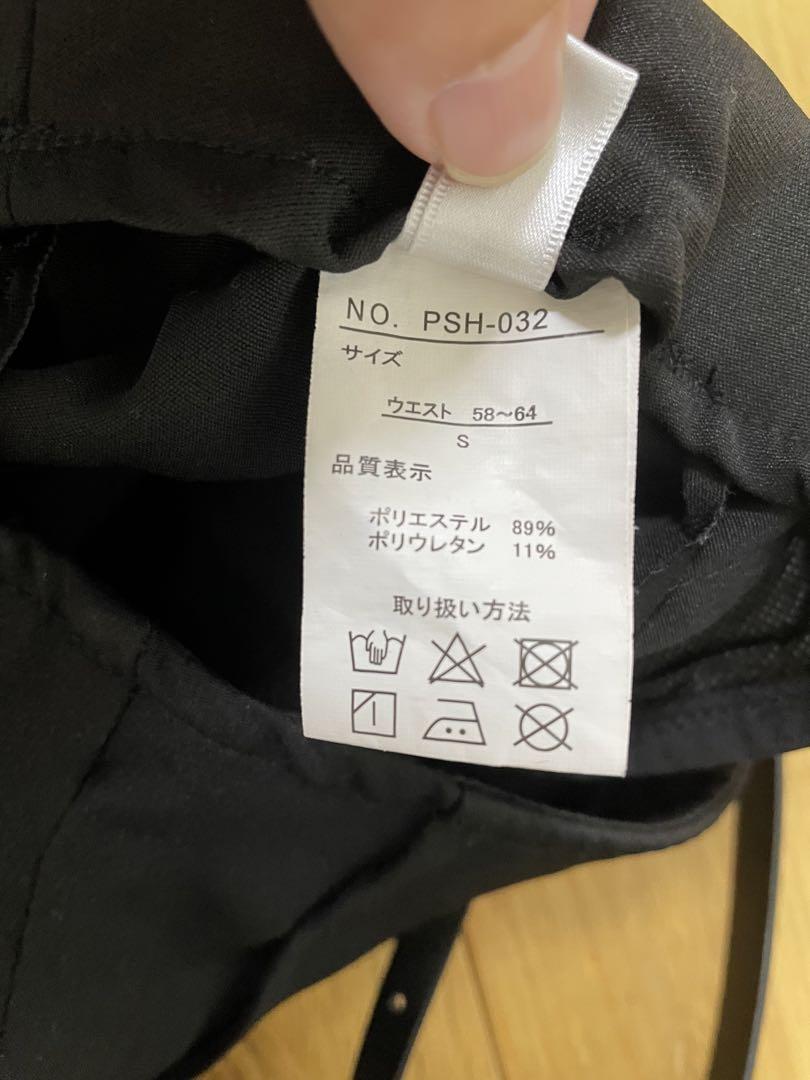 NO. PSH-032
サイズ
ウエスト 58〜64
S
品質表示
ポリエステル 89%
ポリウレタン 11%
取り扱い方法